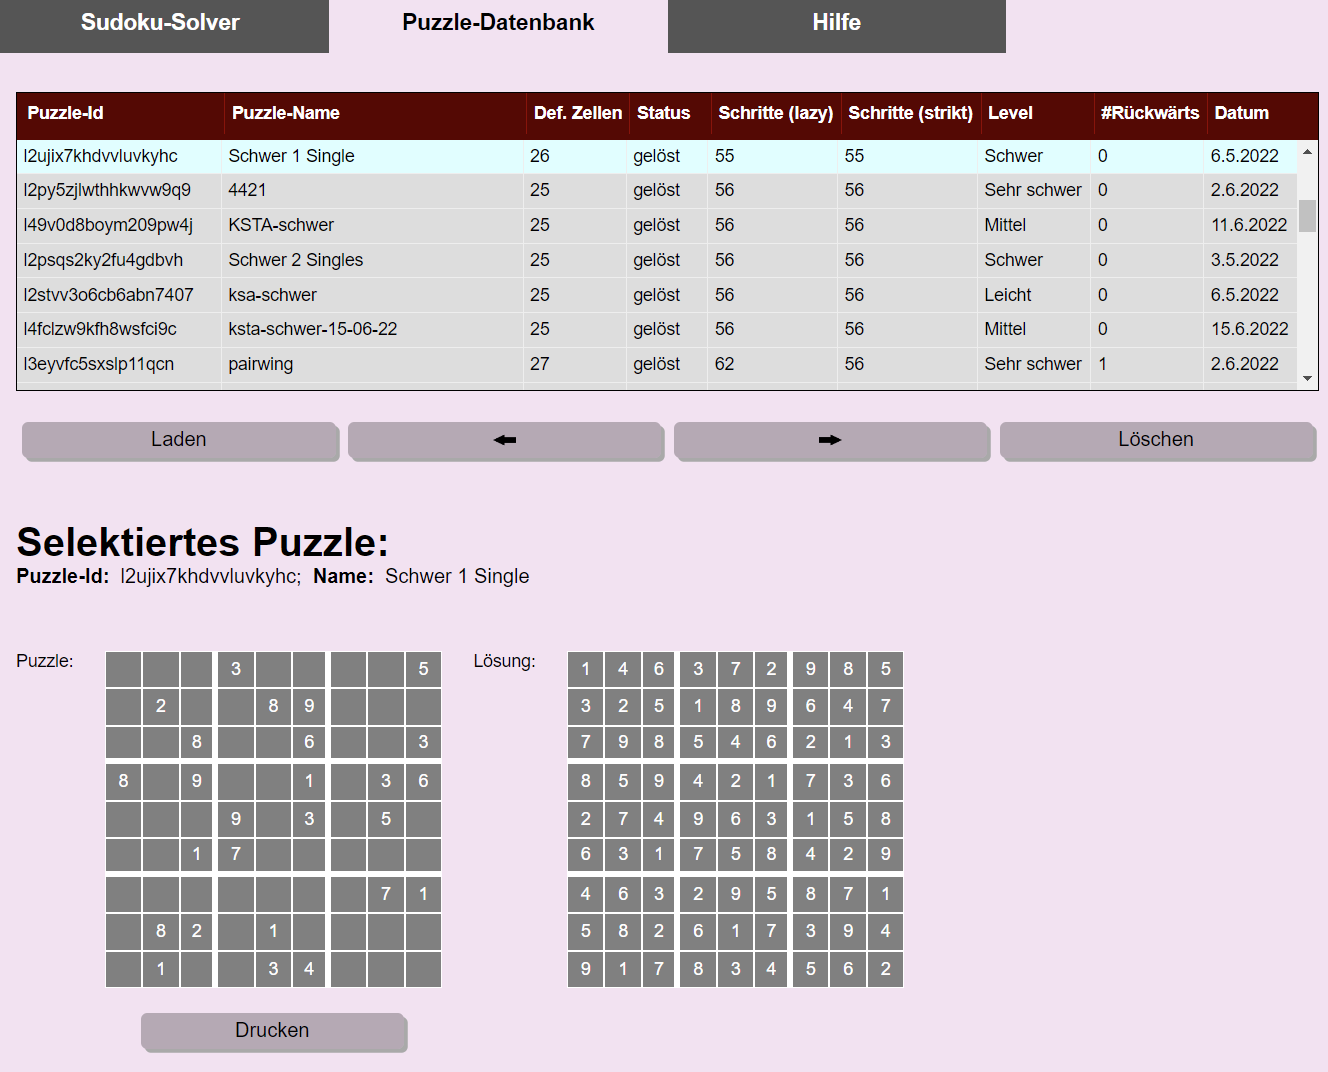 Sudoku-Solver Puzzle-Datenbank Hilfe
Puzzle-Id Puzzle-Name Def. Zellen Status Schritte (lazy) Schritte (strikt) Level #Rückwärts Datum
l2ujix7khdvvluvkyhc Schwer 1 Single 26 gelöst 55 55 Schwer 0 6.5.2022
l2py5zjlwthhkwvw9q9 4421 25 gelöst 56 56 Sehr schwer 0 2.6.2022
l49v0d8boym209pw4j KSTA-schwer 25 gelöst 56 56 Mittel 0 11.6.2022
l2psqs2ky2fu4gdbvh Schwer 2 Singles 25 gelöst 56 56 Schwer 0 3.5.2022
l2stvv3o6cb6abn7407 ksa-schwer 25 gelöst 56 56 Leicht 0 6.5.2022
l4fclzw9kfh8wsfci9c ksta-schwer-15-06-22 25 gelöst 56 56 Mittel 0 15.6.2022
l3eyvfc5sxslp11qcn pairwing 27 gelöst 62 56 Sehr schwer 1 2.6.2022
Laden Löschen
Selektiertes Puzzle:
Puzzle-Id: l2ujix7khdvvluvkyhc; Name: Schwer 1 Single
Puzzle:
3 5
2 8 9
8 6 3
8 9 1 3 6
9 3 5
1 7
7 1
8 2 1
1 3 4
Lösung:
1 4 6 3 7 2 9 8 5
3 2 5 1 8 9 6 4 7
7 9 8 5 4 6 2 1 3
8 5 9 4 2 1 7 3 6
2 7 4 9 6 3 1 5 8
6 3 1 7 5 8 4 2 9
4 6 3 2 9 5 8 7 1
5 8 2 6 1 7 3 9 4
9 1 7 8 3 4 5 6 2
Drucken